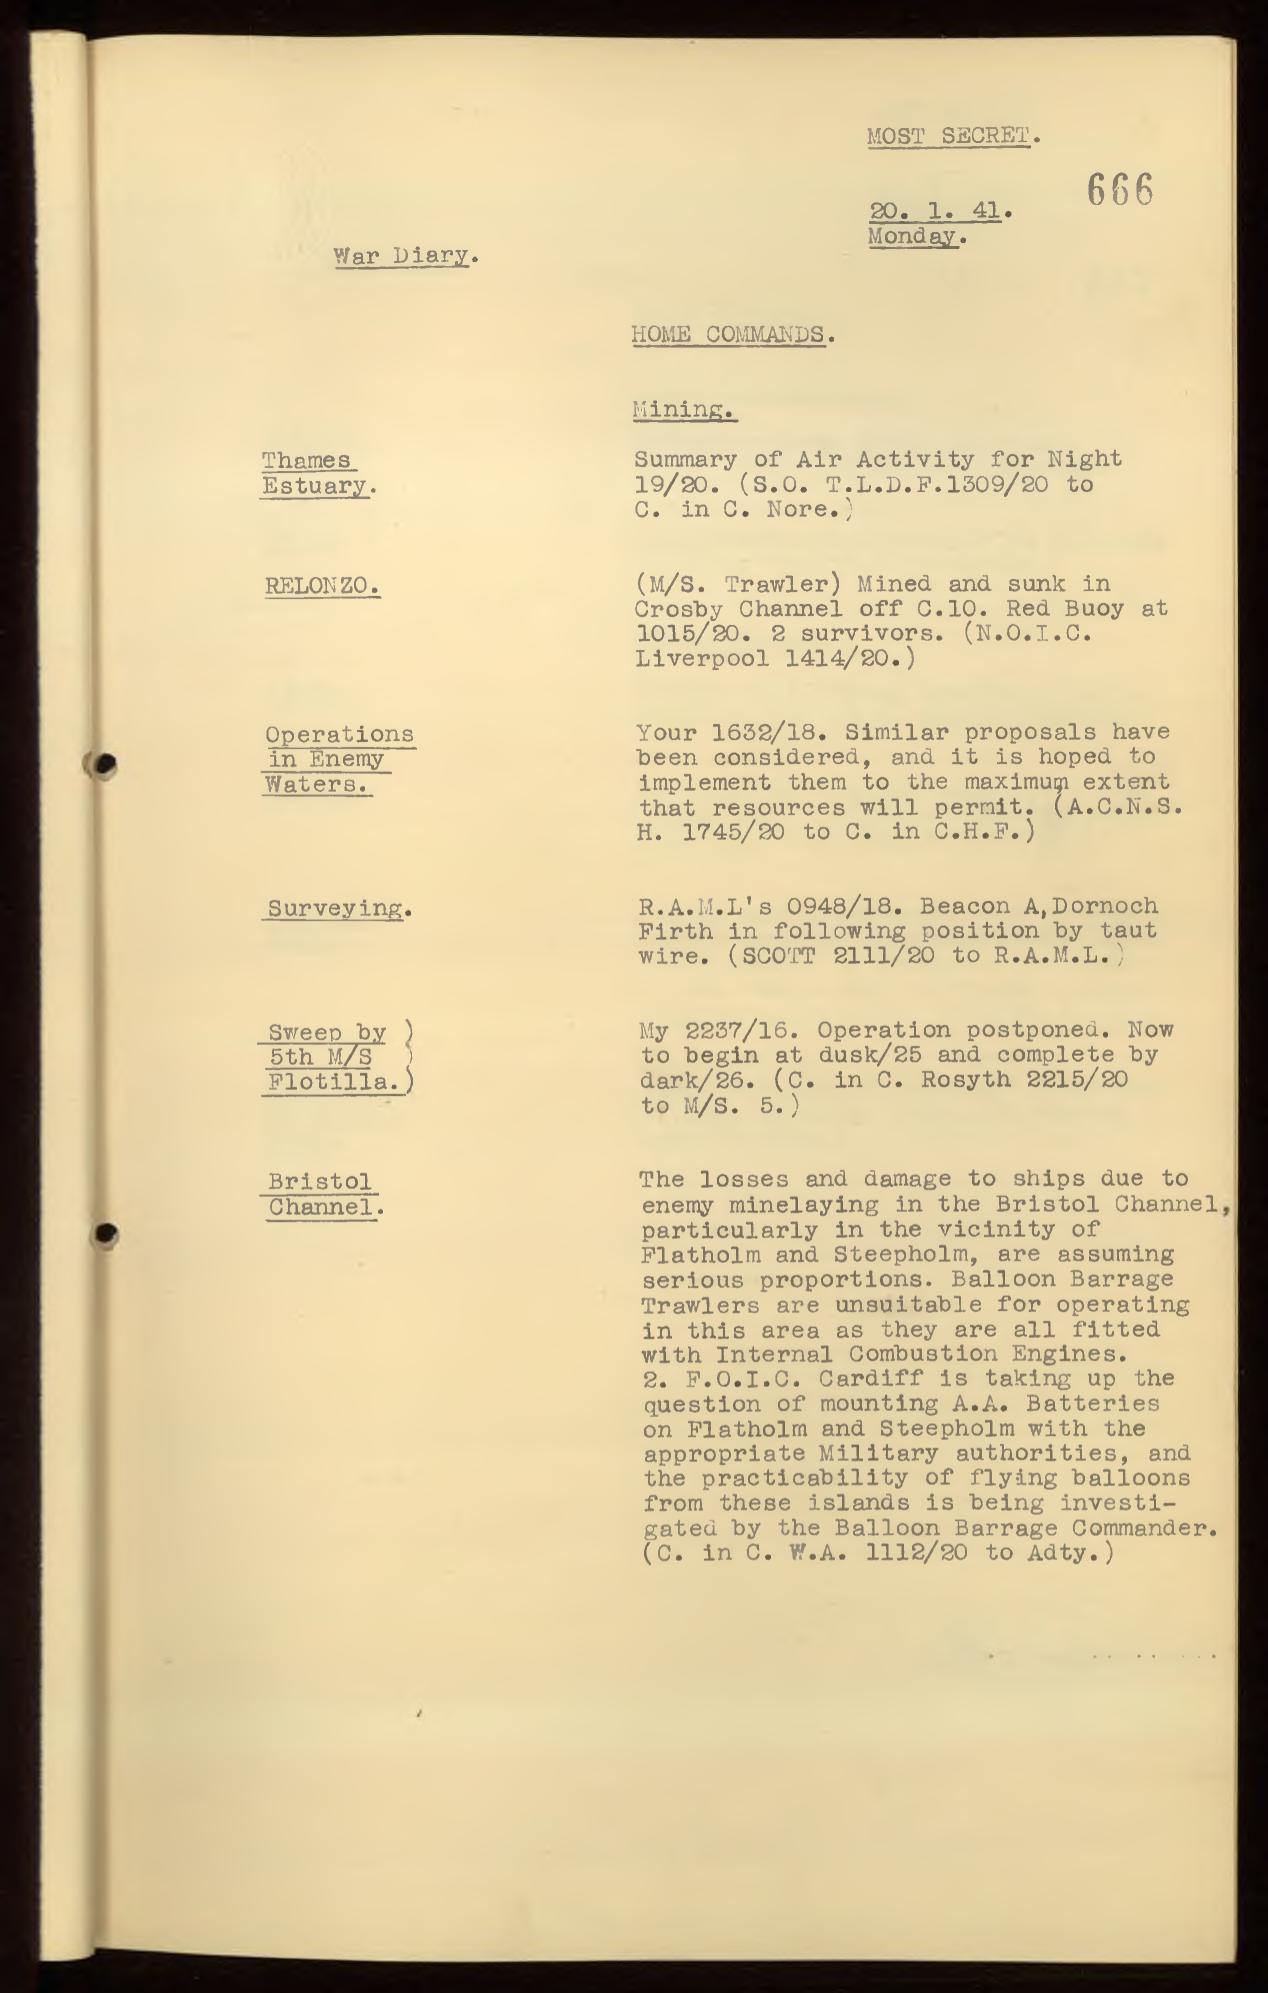 MOST SECRET.
666
20. 1. 41.
Monday.
War Diary.
HOME COMMANDS.
Mining.
Thames
Estuary.
Summary of Air Activity for Night
19/20. (S.O. T.L.D.F.1309/20 to
C. in C. Nore.)
RELONZO.
(M/S. Trawler) Mined and sunk in
Crosby Channel off C.10. Red Buoy at
1015/20. 2 survivors. (N.O.I.C.
Liverpool 1414/20.)
Operations
in Enemy
Waters.
Your 1632/18. Similar proposals have
been considered, and it is hoped to
implement them to the maximum extent
that resources will permit. (A.C.N.S.
H. 1745/20 to C. in C.H.F.)
Surveying.
R.A.M.L's 0948/18. Beacon A,Dornoch
Firth in following position by taut
wire. (SCOTT 2111/20 to R.A.M.L.)
Sweep by )
5th M/S )
Flotilla.)
My 2237/16. Operation postponed. Now
to begin at dusk/25 and complete by
dark/26. (C. in C. Rosyth 2215/20
to M/S. 5.)
Bristol
Channel.
The losses and damage to ships due to
enemy minelaying in the Bristol Channel,
particularly in the vicinity of
Flatholm and Steepholm, are assuming
serious proportions. Balloon Barrage
Trawlers are unsuitable for operating
in this area as they are all fitted
with Internal Combustion Engines.
2. F.O.I.C. Cardiff is taking up the
question of mounting A.A. Batteries
on Flatholm and Steepholm with the
appropriate Military authorities, and
the practicability of flying balloons
from these islands is being investi-
gated by the Balloon Barrage Commander.
(C. in C. W.A. 1112/20 to Adty.)